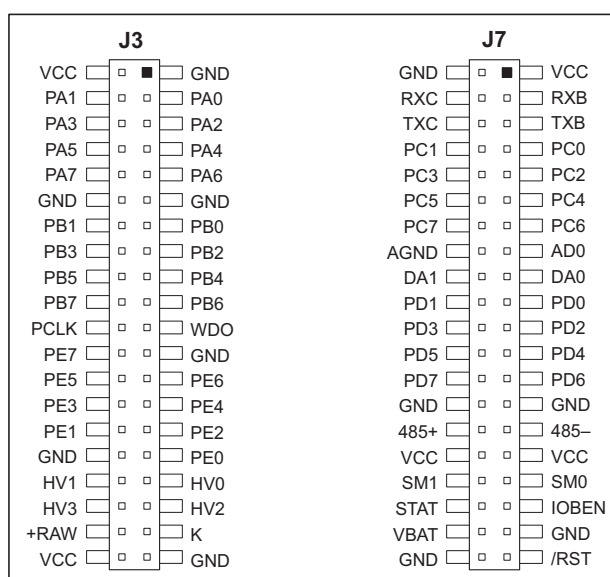 J3 J7
VCC GND GND VCC
PA1 PA0 RXC RXB
PA3 PA2 TXC TXB
PA5 PA4 PC1 PC0
PA7 PA6 PC3 PC2
GND GND PC5 PC4
PB1 PB0 PC7 PC6
PB3 PB2 AGND AD0
PB5 PB4 DA1 DA0
PB7 PB6 PD1 PD0
PCLK WDO PD3 PD2
PE7 GND PD5 PD4
PE5 PE6 PD7 PD6
PE3 PE4 GND GND
PE1 PE2 485+ 485–
GND PE0 VCC VCC
HV1 HV0 SM1 SM0
HV3 HV2 STAT IOBEN
+RAW K VBAT GND
VCC GND GND /RST